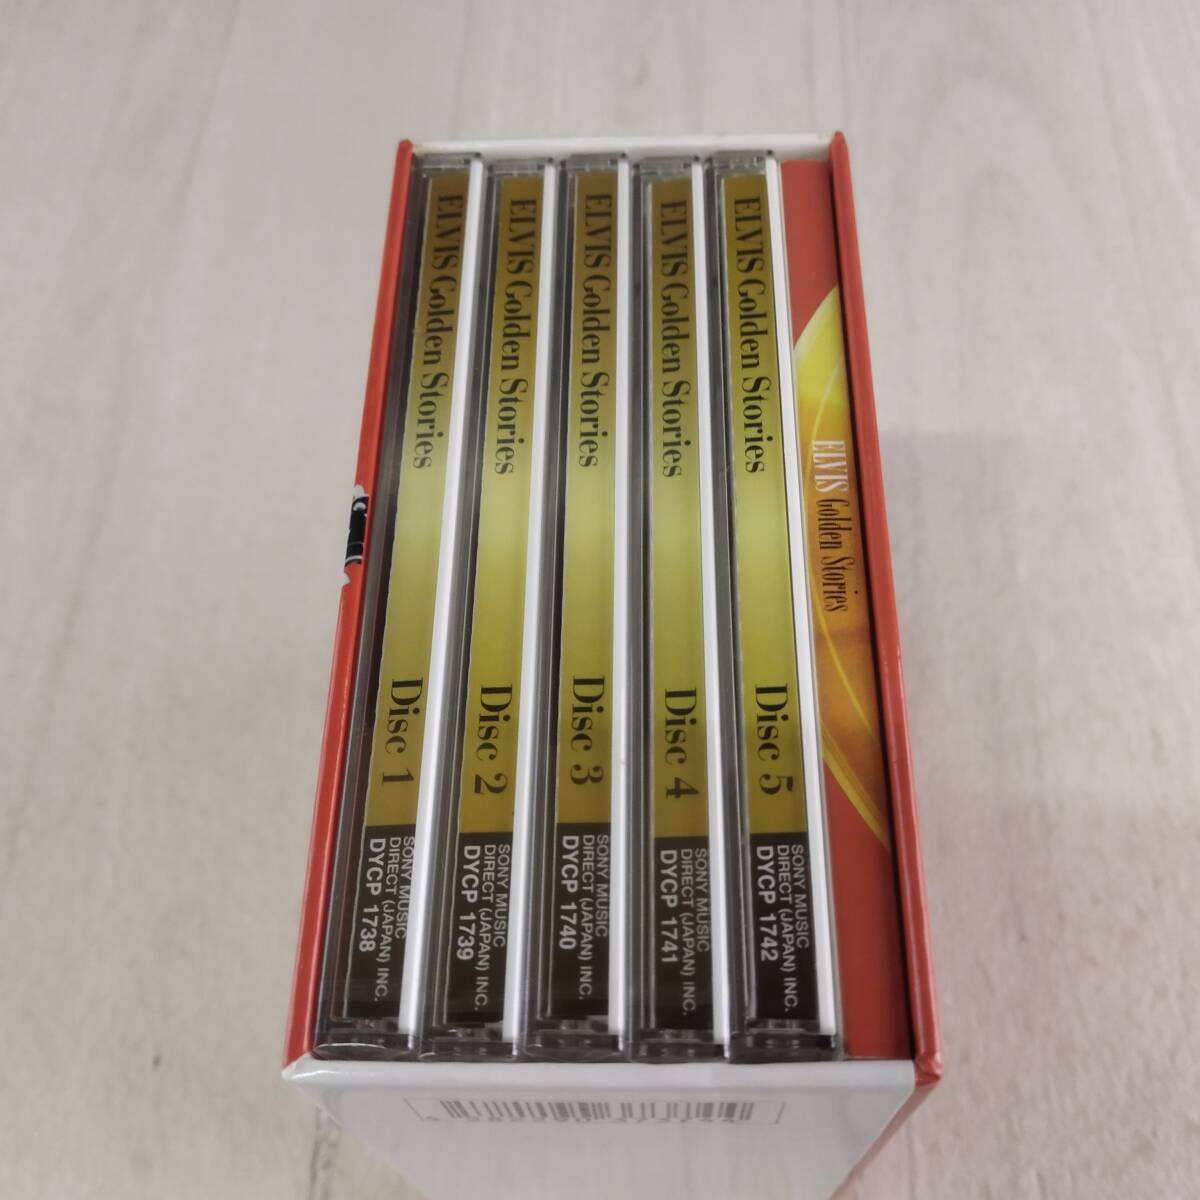 ELVIS Golden Stories Disc 1
SONY MUSIC
DIRECT (JAPAN) INC.
DYCP 1738
ELVIS Golden Stories Disc 2
SONY MUSIC
DIRECT (JAPAN) INC.
DYCP 1739
ELVIS Golden Stories Disc 3
SONY MUSIC
DIRECT (JAPAN) INC.
DYCP 1740
ELVIS Golden Stories Disc 4
SONY MUSIC
DIRECT (JAPAN) INC.
DYCP 1741
ELVIS Golden Stories Disc 5
SONY MUSIC
DIRECT (JAPAN) INC.
DYCP 1742
ELVIS Golden Stories